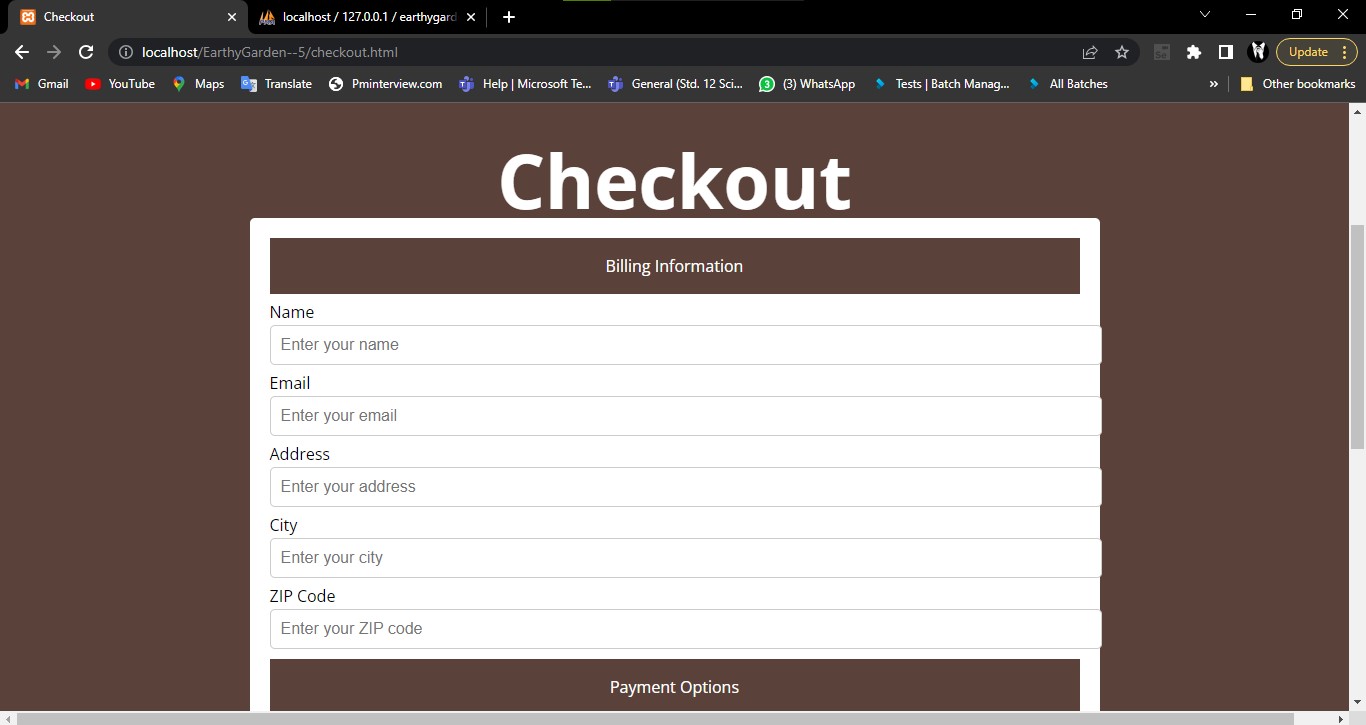 Checkout
localhost / 127.0.0.1 / earthygard
localhost/EarthyGarden--5/checkout.html
Update
Gmail
YouTube
Maps
Translate
Pminterview.com
Help | Microsoft Te...
General (Std. 12 Sci...
3
(3) WhatsApp
Tests | Batch Manag...
All Batches
»
Other bookmarks
Checkout
Billing Information
Name
Enter your name
Email
Enter your email
Address
Enter your address
City
Enter your city
ZIP Code
Enter your ZIP code
Payment Options